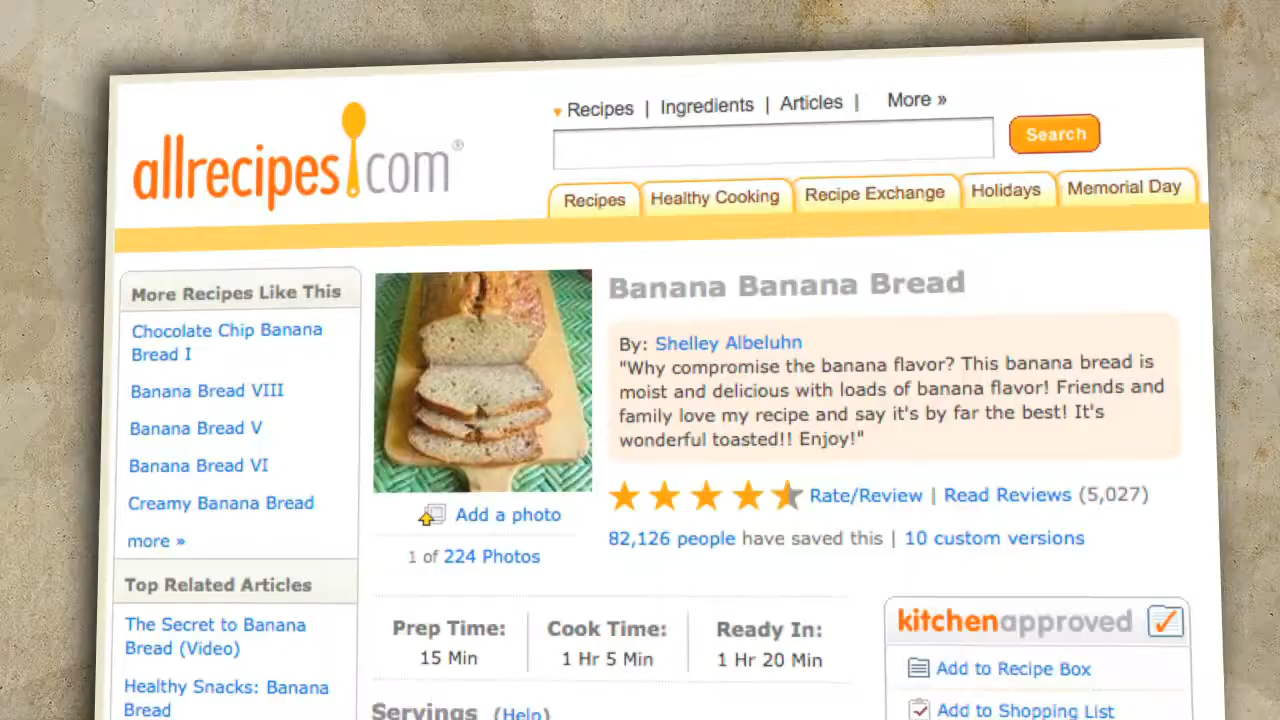 allrecipes.com®
Recipes | Ingredients | Articles | More »
Search
Recipes
Healthy Cooking
Recipe Exchange
Holidays
Memorial Day
More Recipes Like This
Chocolate Chip Banana
Bread I
Banana Bread VIII
Banana Bread V
Banana Bread VI
Creamy Banana Bread
more »
Top Related Articles
The Secret to Banana
Bread (Video)
Healthy Snacks: Banana
Bread
Add a photo
1 of 224 Photos
Banana Banana Bread
By: Shelley Albeluhn
"Why compromise the banana flavor? This banana bread is
moist and delicious with loads of banana flavor! Friends and
family love my recipe and say it's by far the best! It's
wonderful toasted!! Enjoy!"
Rate/Review | Read Reviews (5,027)
82,126 people have saved this | 10 custom versions
Prep Time:
15 Min
Cook Time:
1 Hr 5 Min
Ready In:
1 Hr 20 Min
Servings (Help)
kitchenapproved
Add to Recipe Box
Add to Shopping List